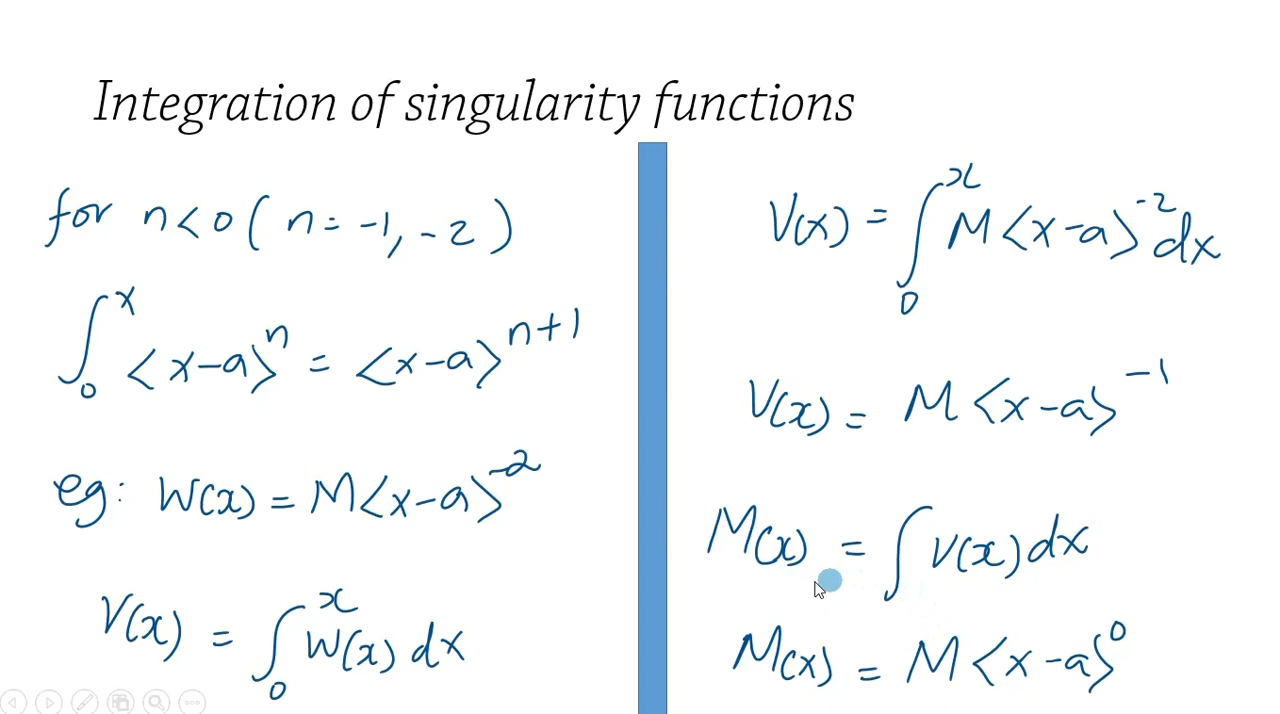 Integration of singularity functions
for n < 0 ( n = -1, -2 )
∫₀ˣ <x-a>ⁿ = <x-a>ⁿ⁺¹
eg: W(x) = M<x-a>⁻²
V(x) = ∫₀ˣ W(x) dx
V(x) = ∫₀ˣ M<x-a>⁻² dx
V(x) = M<x-a>⁻¹
M(x) = ∫ V(x) dx
M(x) = M<x-a>⁰